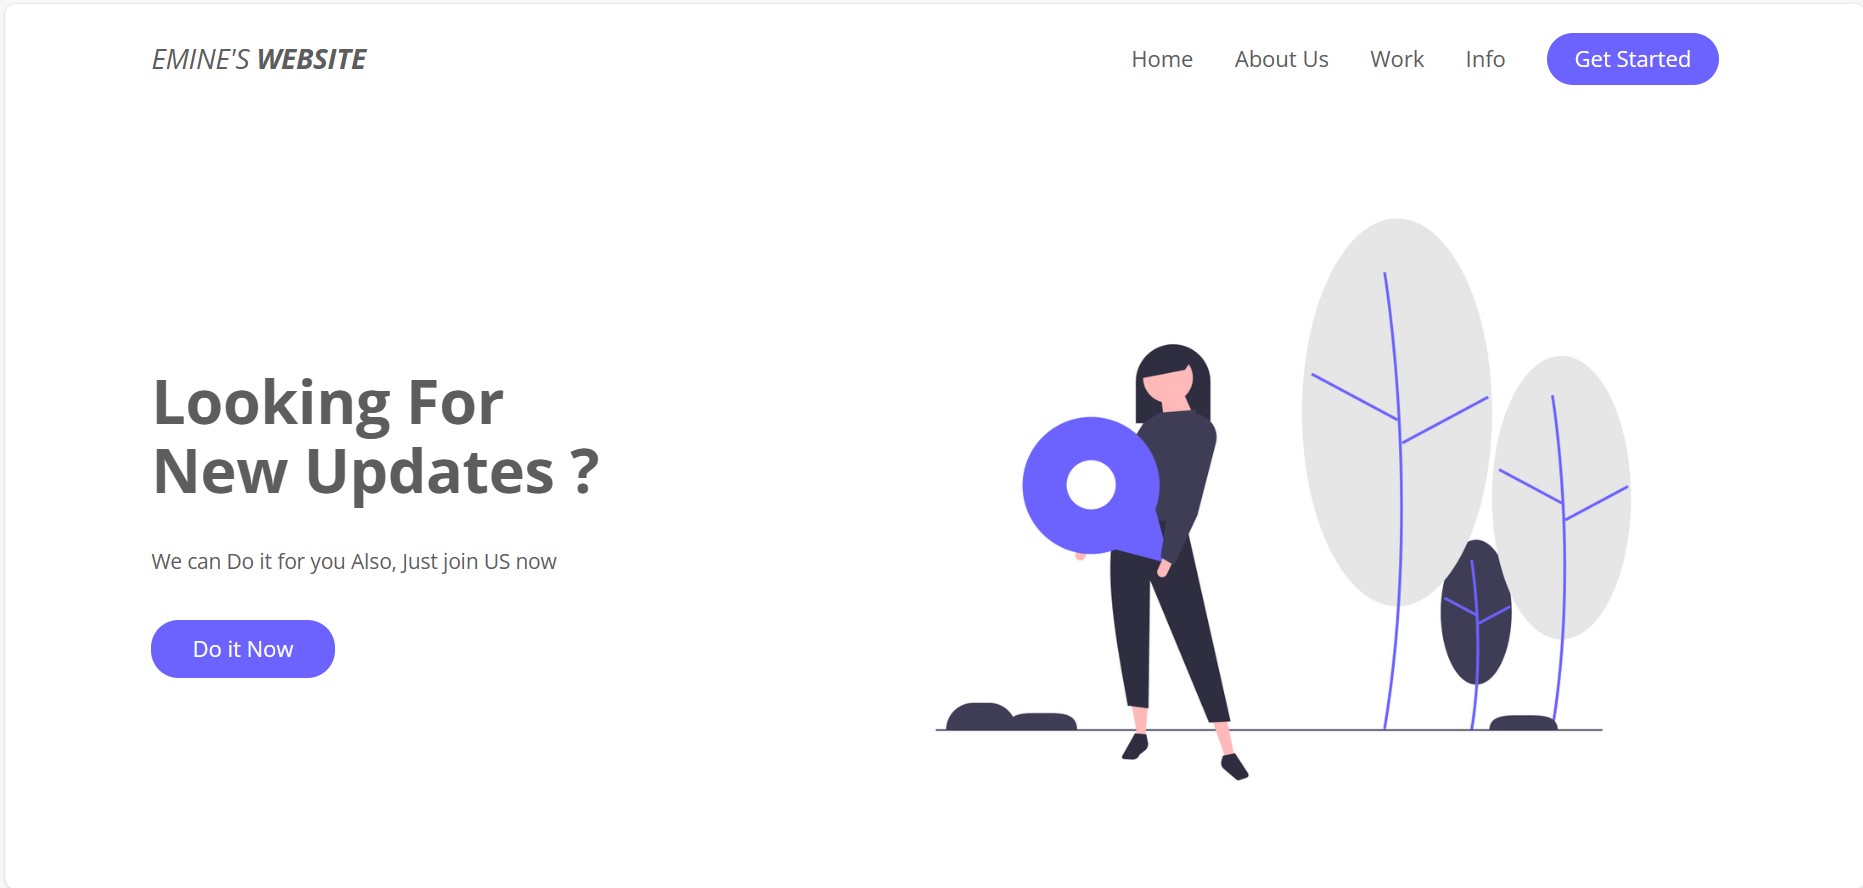 EMINE'S WEBSITE
Home About Us Work Info Get Started
Looking For
New Updates ?
We can Do it for you Also, Just join US now
Do it Now